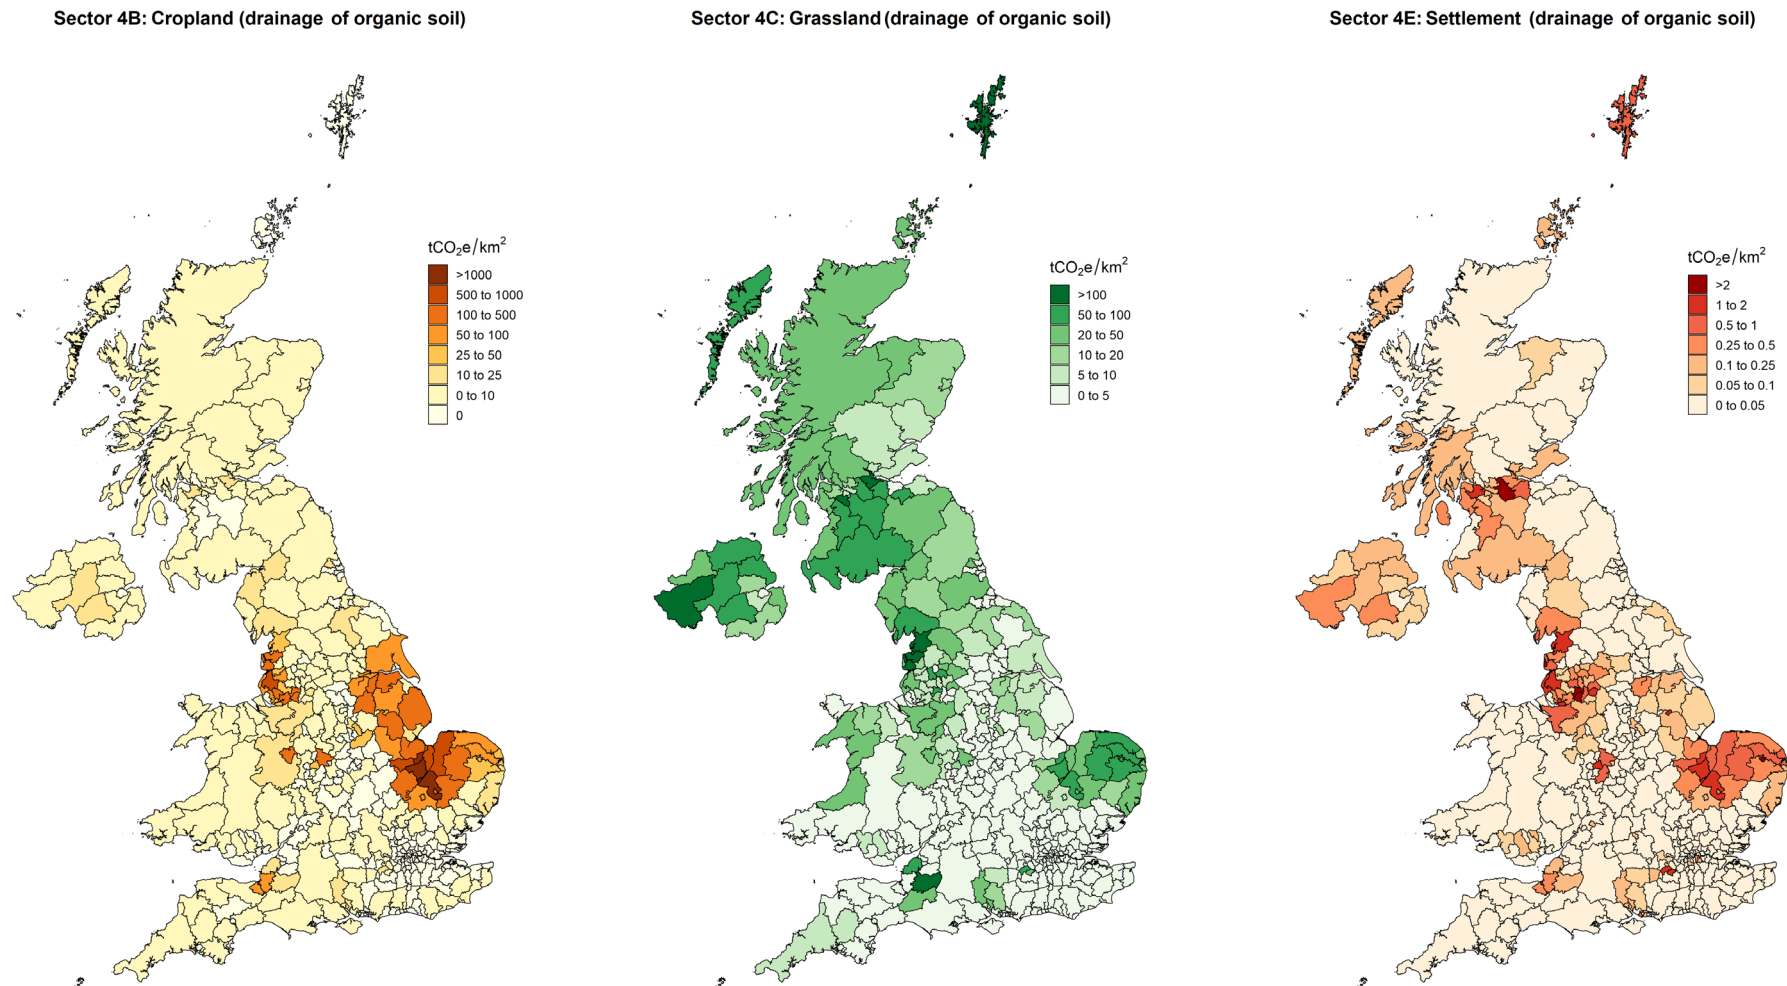 Sector 4B: Cropland (drainage of organic soil)
Sector 4C: Grassland (drainage of organic soil)
Sector 4E: Settlement (drainage of organic soil)
tCO₂e/km²
>1000
500 to 1000
100 to 500
50 to 100
25 to 50
10 to 25
0 to 10
0
tCO₂e/km²
>100
50 to 100
20 to 50
10 to 20
5 to 10
0 to 5
tCO₂e/km²
>2
1 to 2
0.5 to 1
0.25 to 0.5
0.1 to 0.25
0.05 to 0.1
0 to 0.05